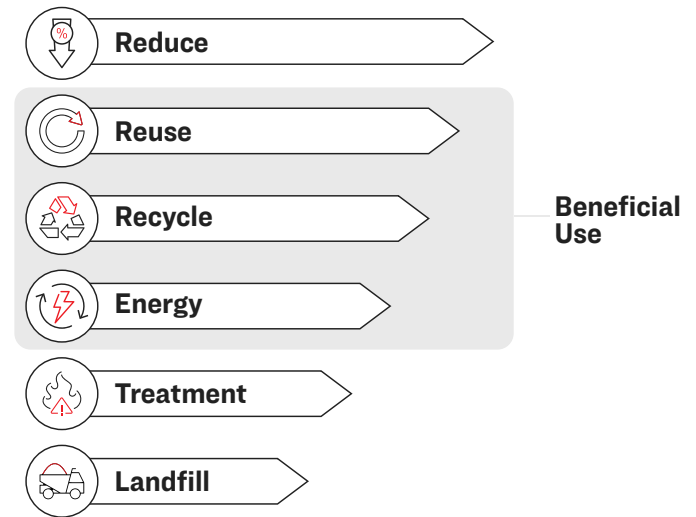 %
Reduce
Reuse
Recycle
Energy
Treatment
Landfill
Beneficial
Use